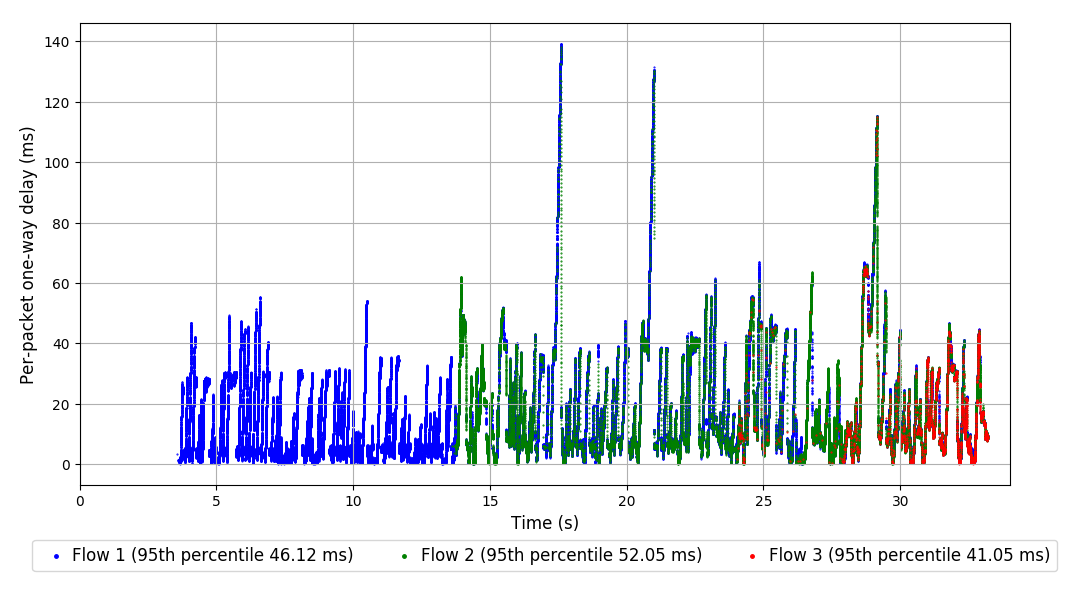 Per-packet one-way delay (ms)
140
120
100
80
60
40
20
0
0 5 10 15 20 25 30
Time (s)
Flow 1 (95th percentile 46.12 ms) Flow 2 (95th percentile 52.05 ms) Flow 3 (95th percentile 41.05 ms)